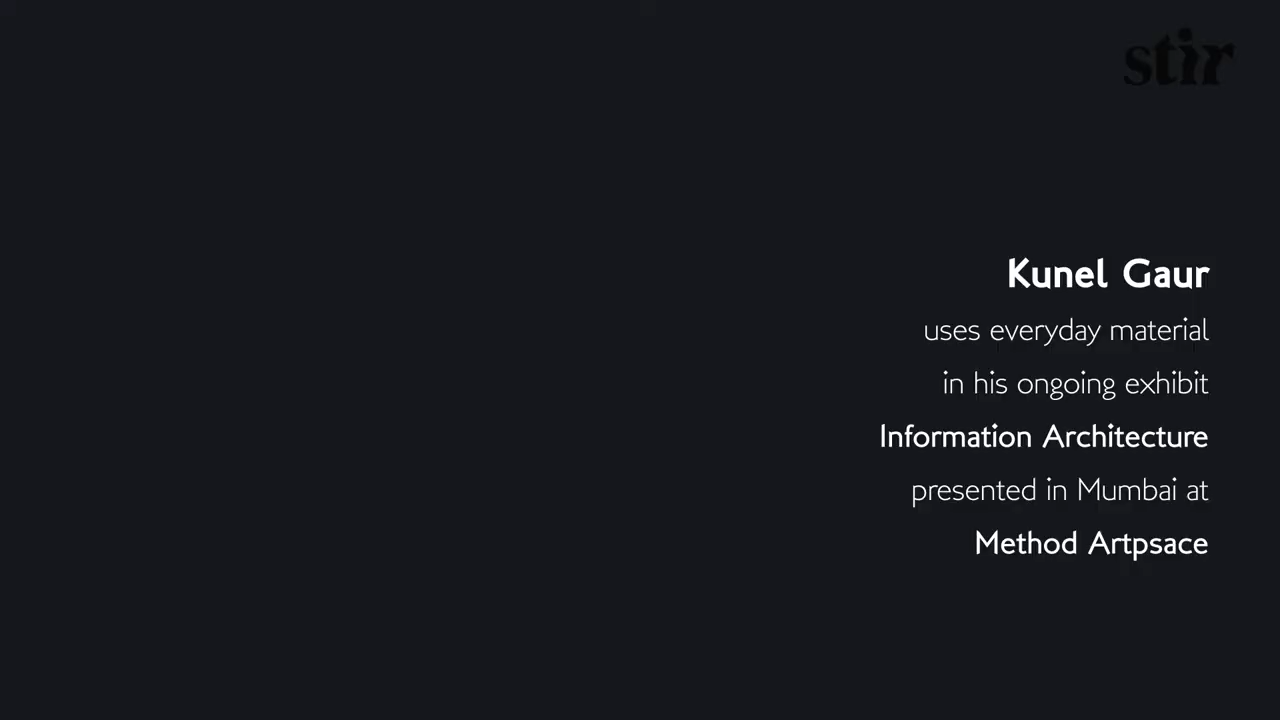 stir
Kunel Gaur
uses everyday material
in his ongoing exhibit
Information Architecture
presented in Mumbai at
Method Artpsace